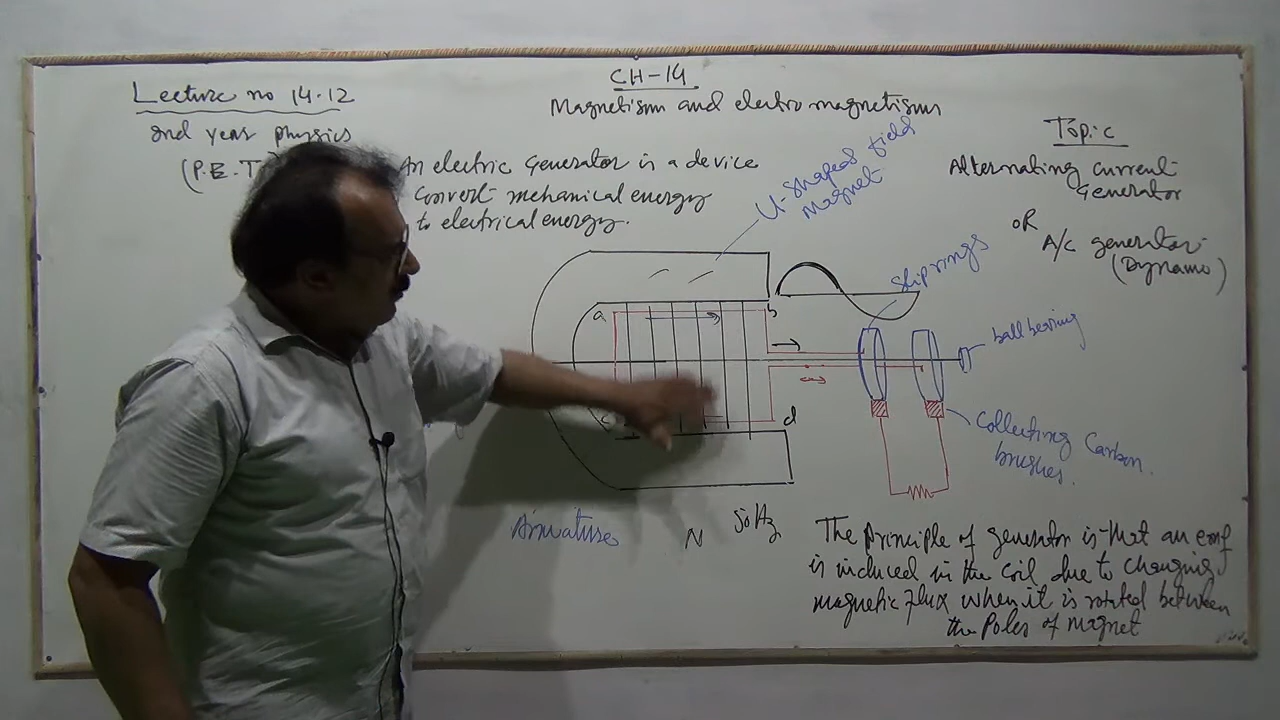 Lecture no 14.12
2nd year physics
(P.B.T
CH-14
Magnetism and electro magnetism
Topic
Alternating current
Generator
OR
A/C generator
(Dynamo)
An electric Generator is a device
convert mechanical energy
to electrical energy.
U-shaped field
Magnet
a
b
c
d
Slip rings
ball bearing
Collecting Carbon
brushes.
Armature
N
50Hz
The principle of generator is that an emf
is induced in the coil due to changing
magnetic flux when it is rotated between
the Poles of magnet